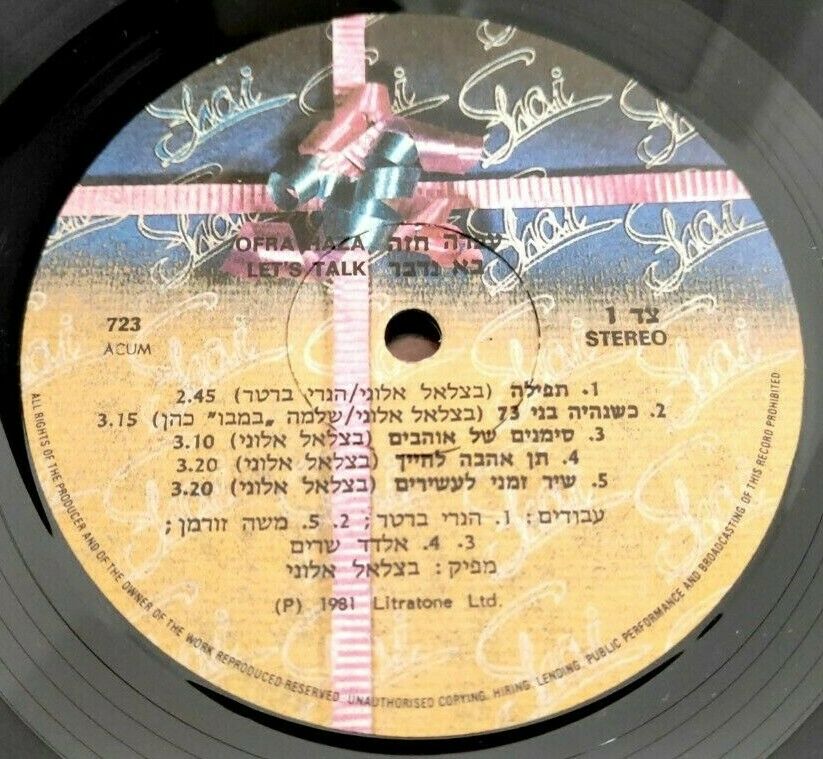 Shai
OFRA HAZA עפרה חזה
LET'S TALK בא נדבר
723
ACUM
צד 1
STEREO
1. תפילה (בצלאל אלוני/הנרי ברטר) 2.45
2. כשנהיה בני 73 (בצלאל אלוני/שלמה „במבו" כהן) 3.15
3. סימנים של אוהבים (בצלאל אלוני) 3.10
4. תן אהבה לחייך (בצלאל אלוני) 3.20
5. שיר זמני לעשירים (בצלאל אלוני) 3.20
עבודים: 1. הנרי ברטר; 2. 5. משה זורמן;
3. 4. אלדד שרים
מפיק: בצלאל אלוני
(P) 1981 Litratone Ltd.
ALL RIGHTS OF THE PRODUCER AND OF THE OWNER OF THE WORK REPRODUCED RESERVED. UNAUTHORISED COPYING. HIRING. LENDING. PUBLIC PERFORMANCE AND BROADCASTING OF THIS RECORD PROHIBITED